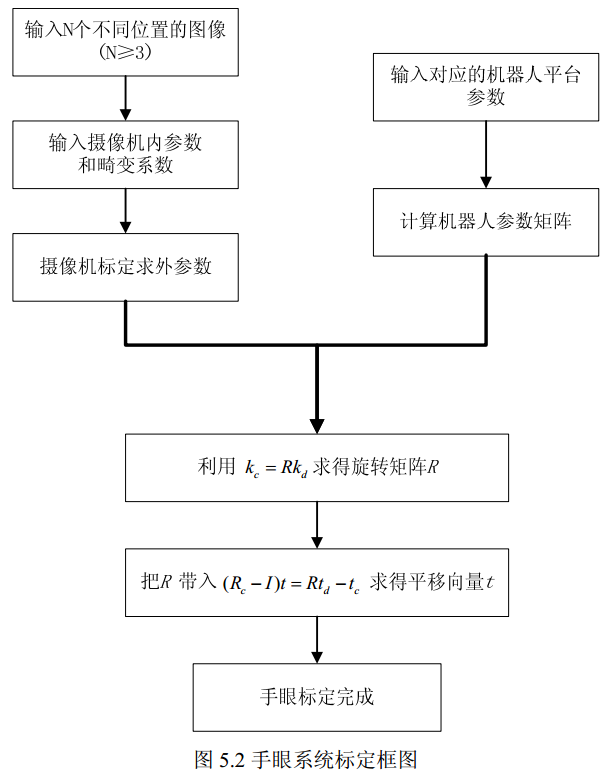 输入N个不同位置的图像
(N≥3)
输入摄像机内参数
和畸变系数
摄像机标定求外参数
输入对应的机器人平台
参数
计算机器人参数矩阵
利用 k_c = Rk_d 求得旋转矩阵R
把R 带入 (R_c − I)t = Rt_d − t_c 求得平移向量t
手眼标定完成
图 5.2 手眼系统标定框图